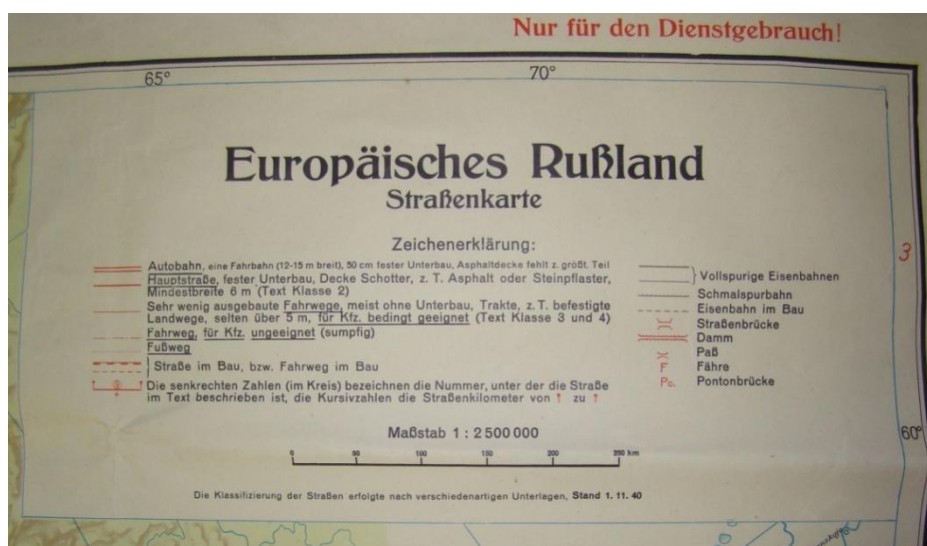 Nur für den Dienstgebrauch!
65°
70°
Europäisches Rußland
Straßenkarte
Zeichenerklärung:
Autobahn, eine Fahrbahn (12-15 m breit), 50 cm fester Unterbau, Asphaltdecke fehlt z. größt. Teil
Hauptstraße, fester Unterbau, Decke Schotter, z. T. Asphalt oder Steinpflaster,
Mindestbreite 6 m (Text Klasse 2)
Sehr wenig ausgebaute Fahrwege, meist ohne Unterbau, Trakte, z. T. befestigte
Landwege, selten über 5 m, für Kfz. bedingt geeignet (Text Klasse 3 und 4)
Fahrweg, für Kfz. ungeeignet (sumpfig)
Fußweg
Straße im Bau, bzw. Fahrweg im Bau
Die senkrechten Zahlen (im Kreis) bezeichnen die Nummer, unter der die Straße
im Text beschrieben ist, die Kursivzahlen die Straßenkilometer von ↑ zu ↑
Vollspurige Eisenbahnen
Schmalspurbahn
Eisenbahn im Bau
Straßenbrücke
Damm
Paß
F Fähre
Po. Pontonbrücke
3
60°
Maßstab 1 : 2 500 000
0 50 100 150 200 250 km
Die Klassifizierung der Straßen erfolgte nach verschiedenartigen Unterlagen, Stand 1. 11. 40